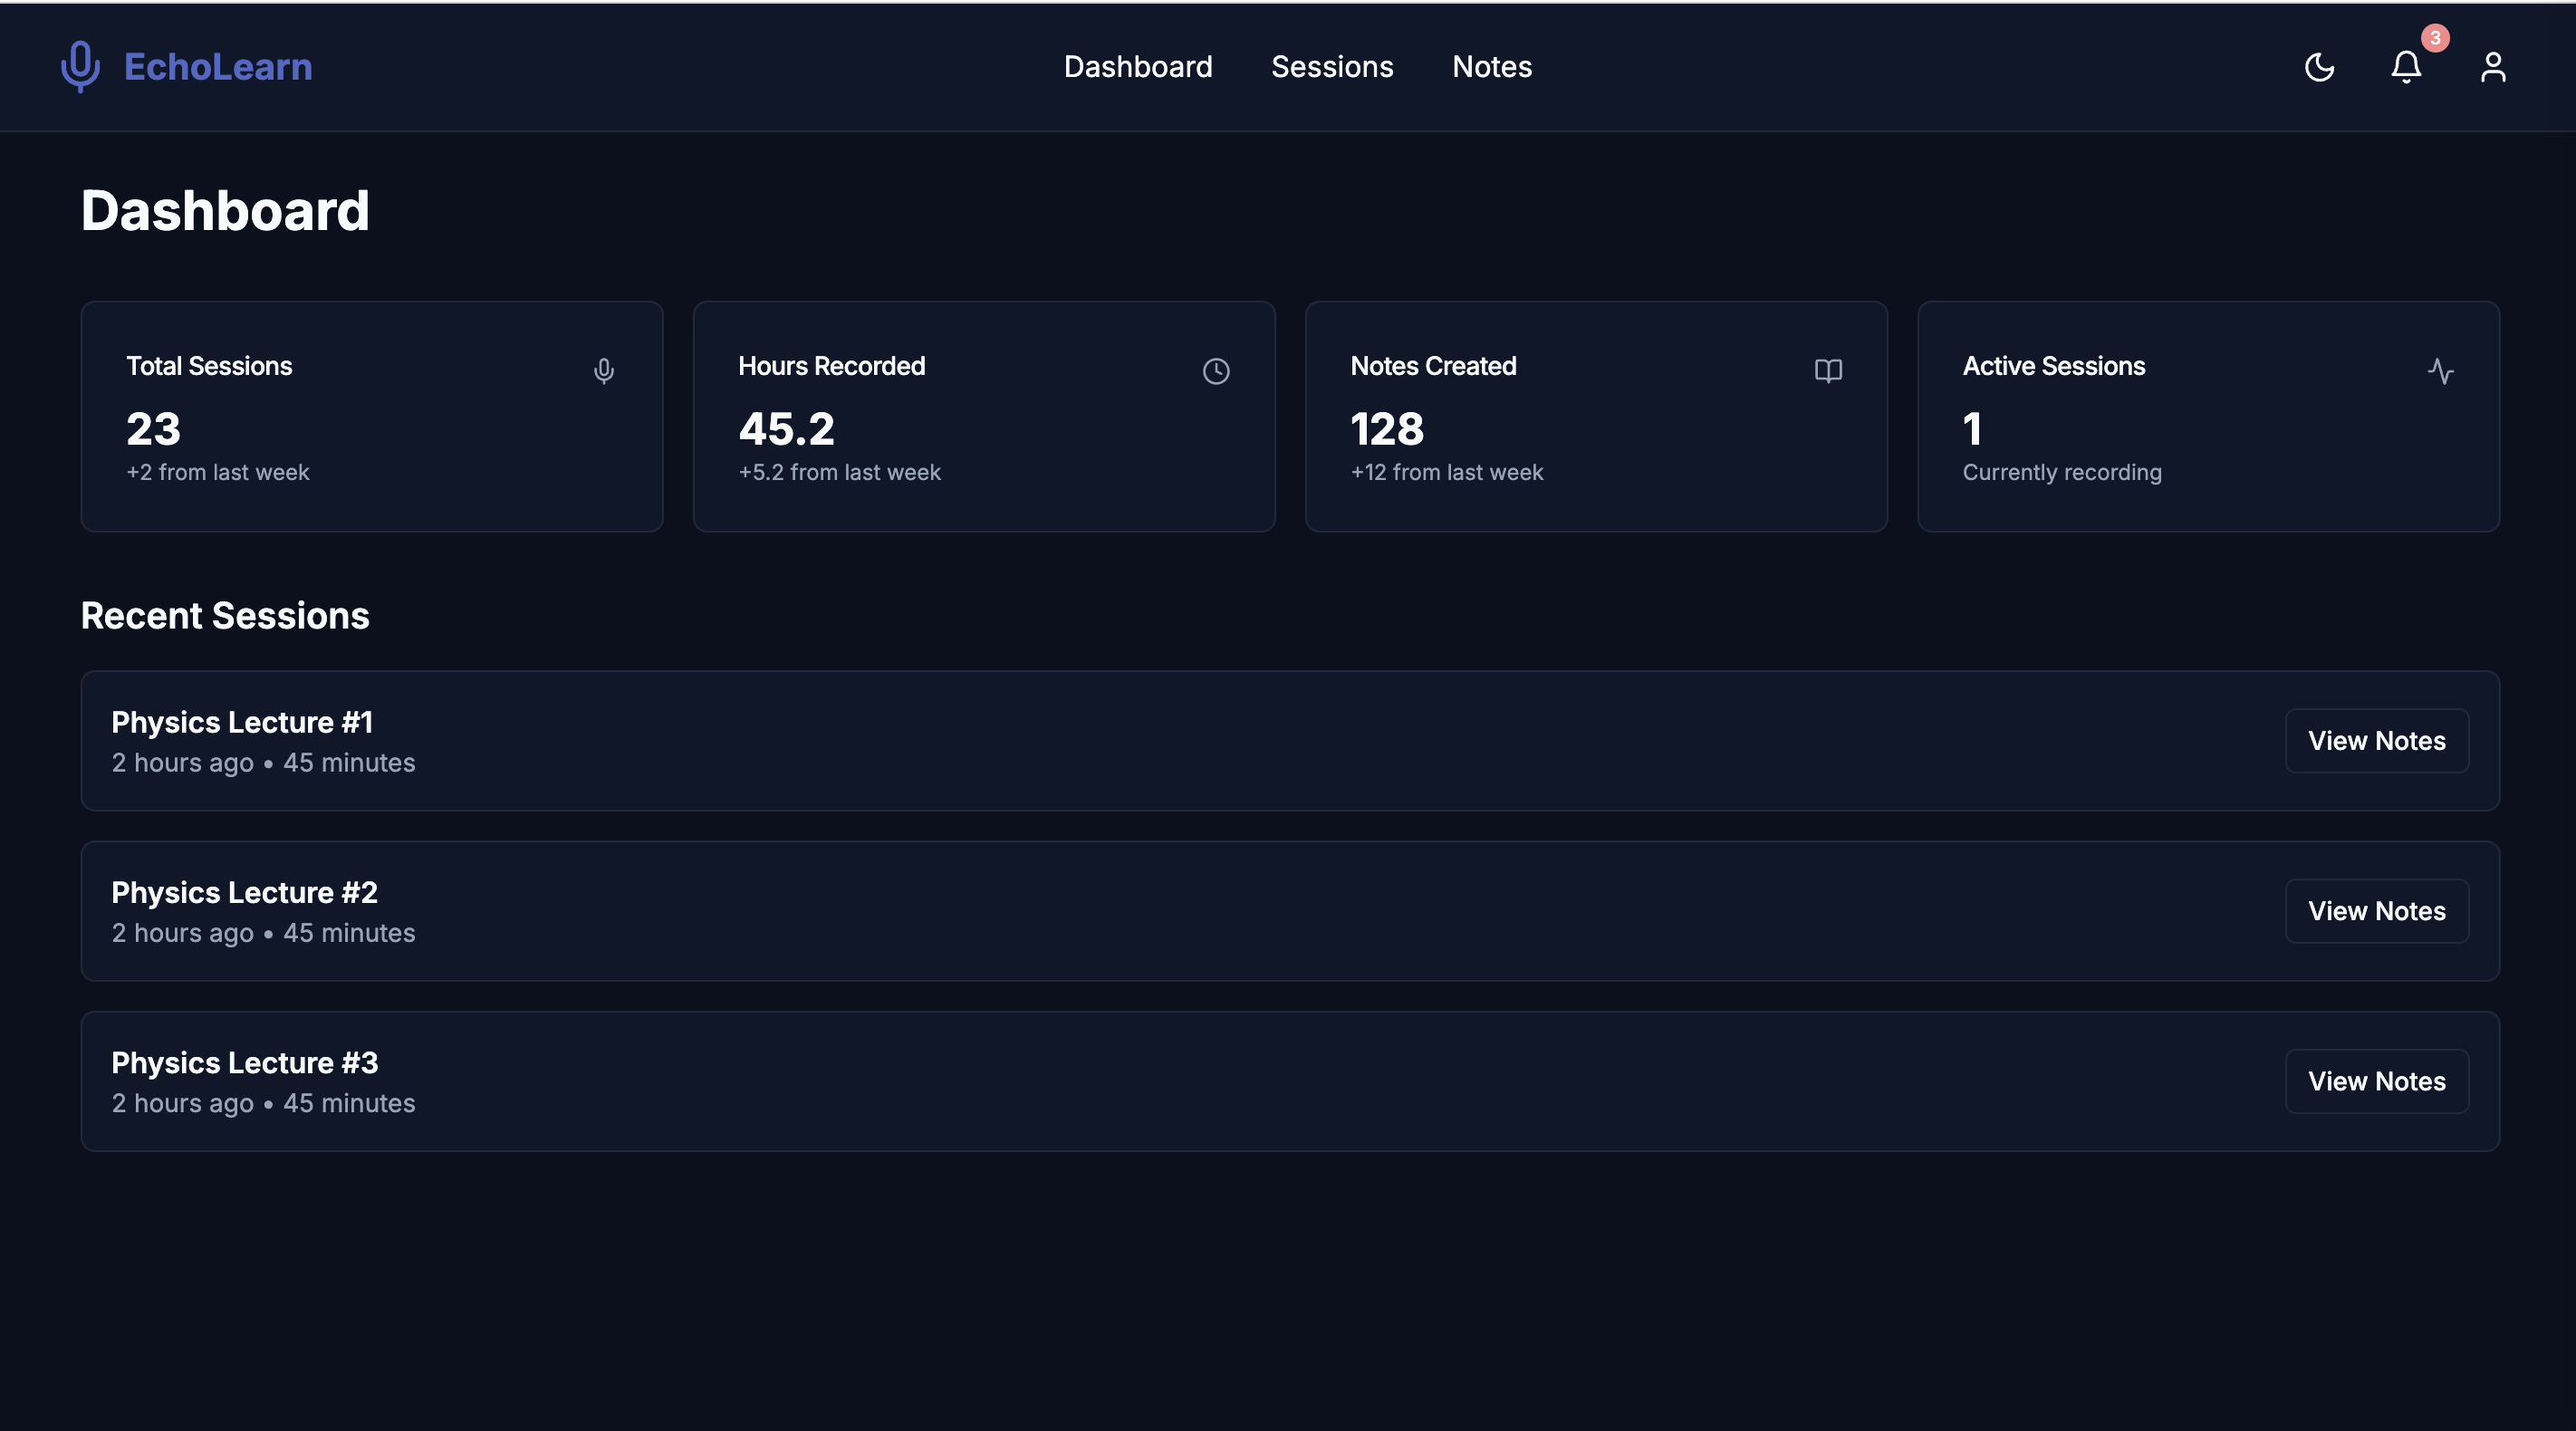 EchoLearn
Dashboard
Sessions
Notes
3
Dashboard
Total Sessions
23
+2 from last week
Hours Recorded
45.2
+5.2 from last week
Notes Created
128
+12 from last week
Active Sessions
1
Currently recording
Recent Sessions
Physics Lecture #1
2 hours ago • 45 minutes
View Notes
Physics Lecture #2
2 hours ago • 45 minutes
View Notes
Physics Lecture #3
2 hours ago • 45 minutes
View Notes